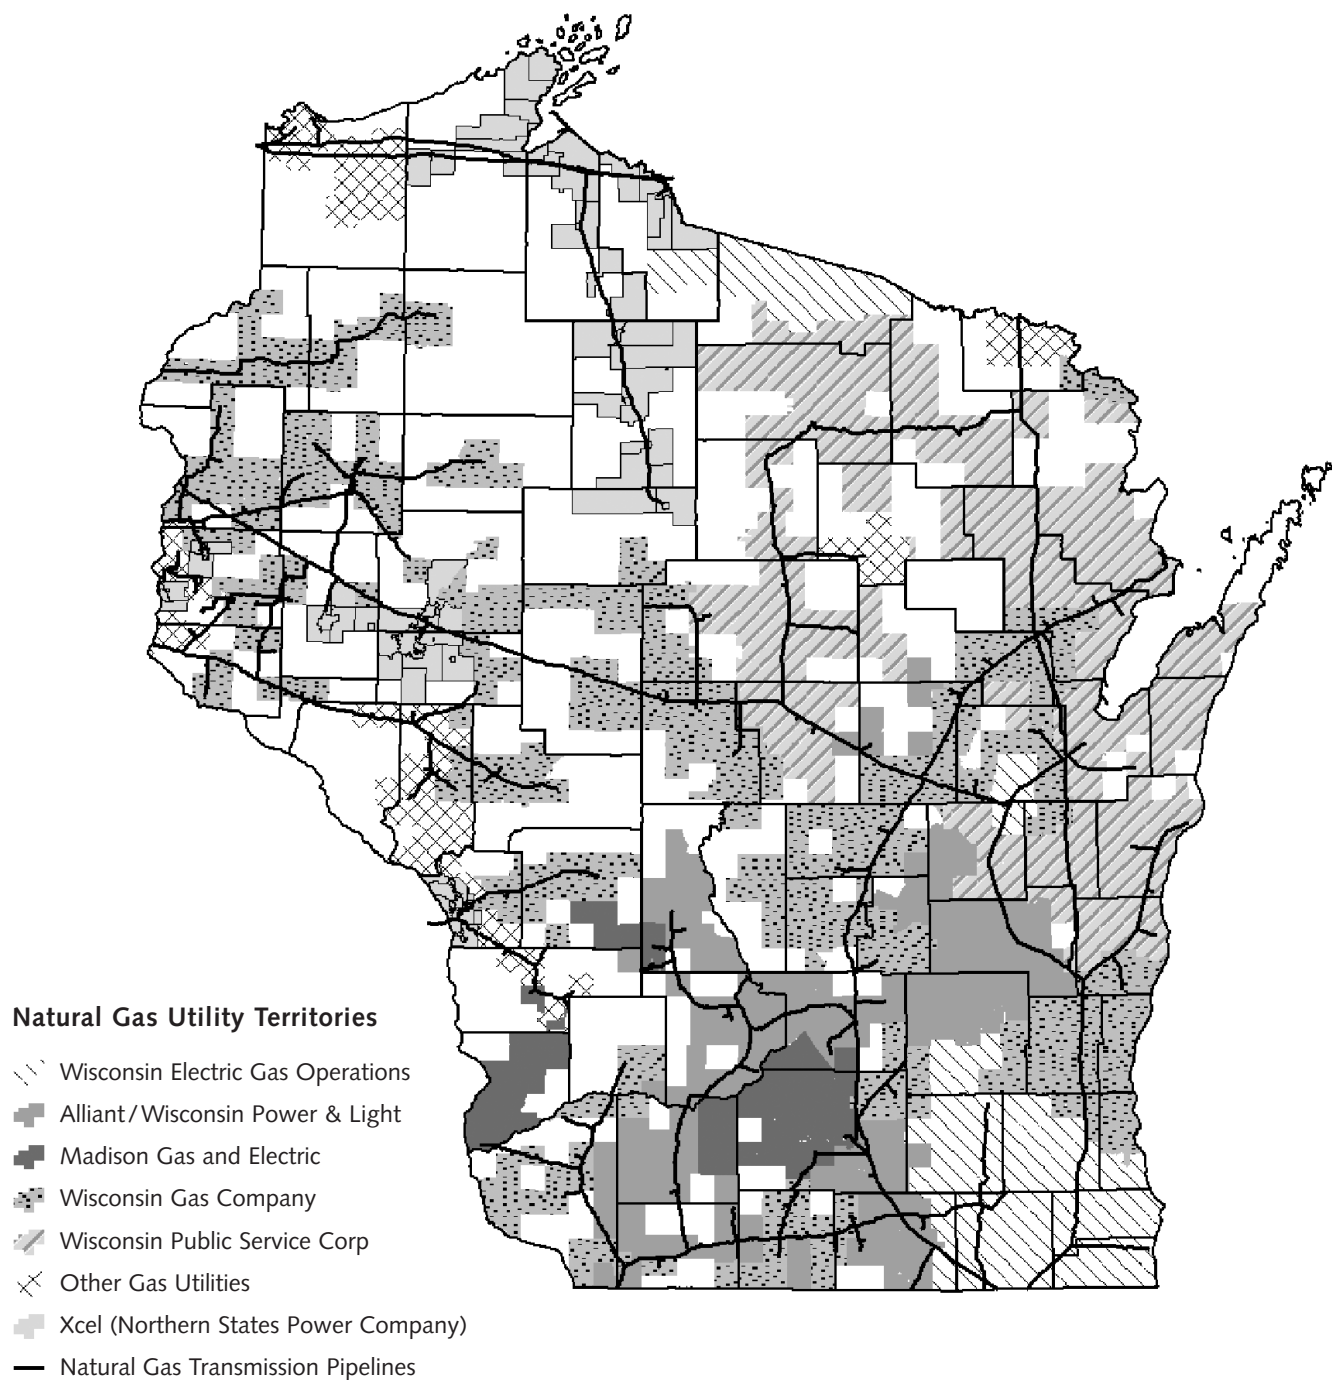 Natural Gas Utility Territories
Wisconsin Electric Gas Operations
Alliant/Wisconsin Power & Light
Madison Gas and Electric
Wisconsin Gas Company
Wisconsin Public Service Corp
Other Gas Utilities
Xcel (Northern States Power Company)
Natural Gas Transmission Pipelines